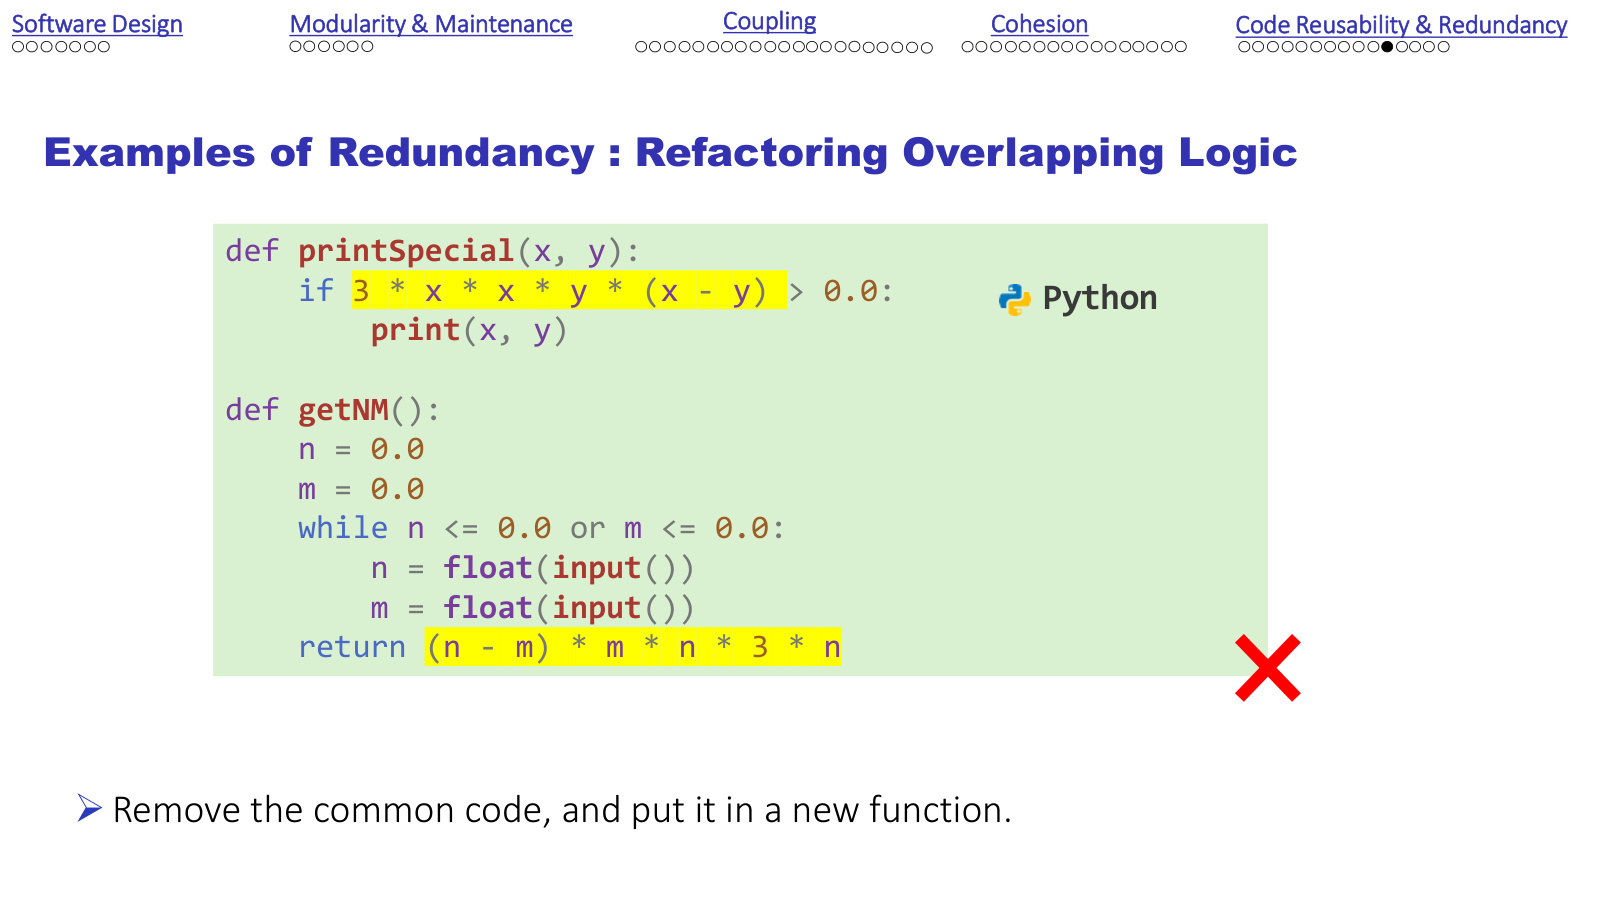 Software Design
Modularity & Maintenance
Coupling
Cohesion
Code Reusability & Redundancy
Examples of Redundancy : Refactoring Overlapping Logic
def printSpecial(x, y):
    if 3 * x * x * y * (x - y) > 0.0:
        print(x, y)
Python
def getNM():
    n = 0.0
    m = 0.0
    while n <= 0.0 or m <= 0.0:
        n = float(input())
        m = float(input())
    return (n - m) * m * n * 3 * n
Remove the common code, and put it in a new function.